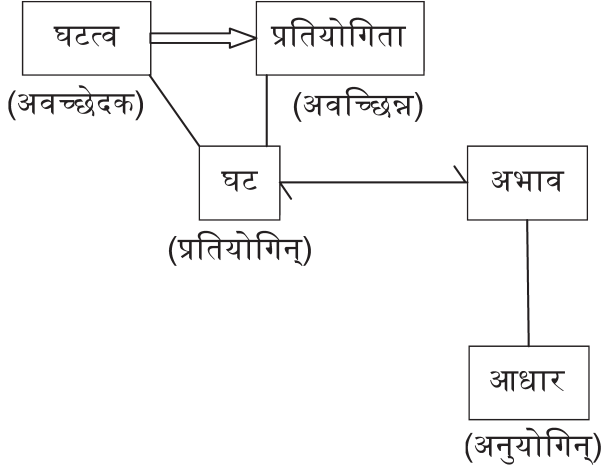 घटत्व
प्रतियोगिता
(अवच्छेदक)
(अवच्छिन्न)
घट
अभाव
(प्रतियोगिन्)
आधार
(अनुयोगिन्)